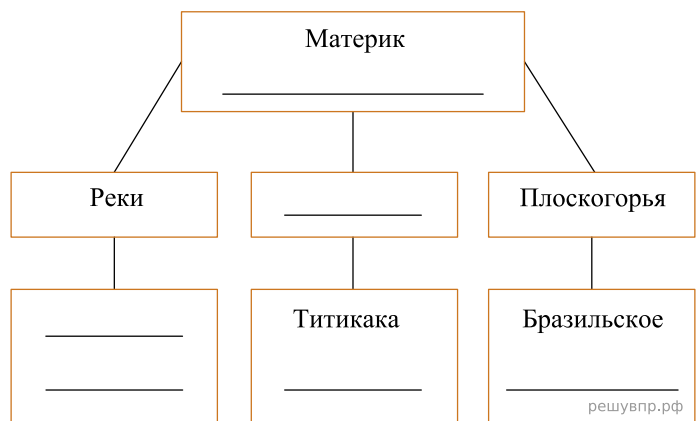 Материк
Реки
Плоскогорья
Титикака
Бразильское
решувпр.рф